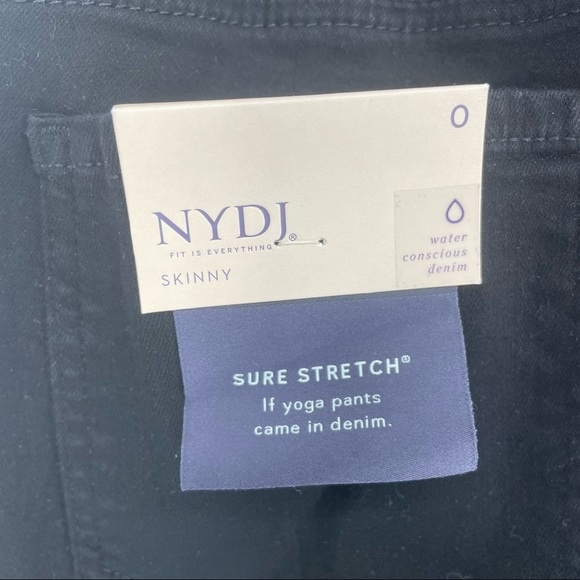 0
NYDJ®
FIT IS EVERYTHING
SKINNY
water
conscious
denim
SURE STRETCH®
If yoga pants
came in denim.